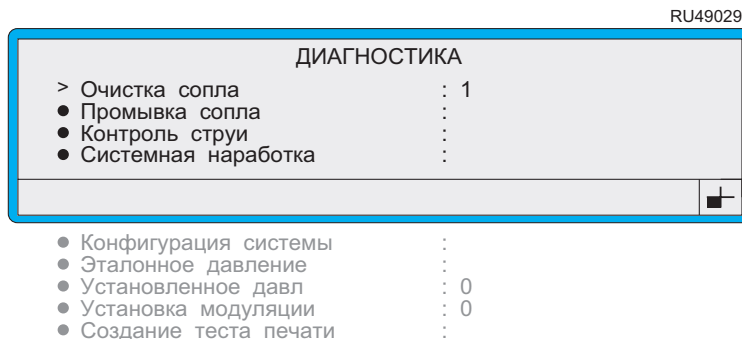 RU49029
ДИАГНОСТИКА
> Очистка сопла : 1
● Промывка сопла :
● Контроль струи :
● Системная наработка :
● Конфигурация системы :
● Эталонное давление :
● Установленное давл : 0
● Установка модуляции : 0
● Создание теста печати :